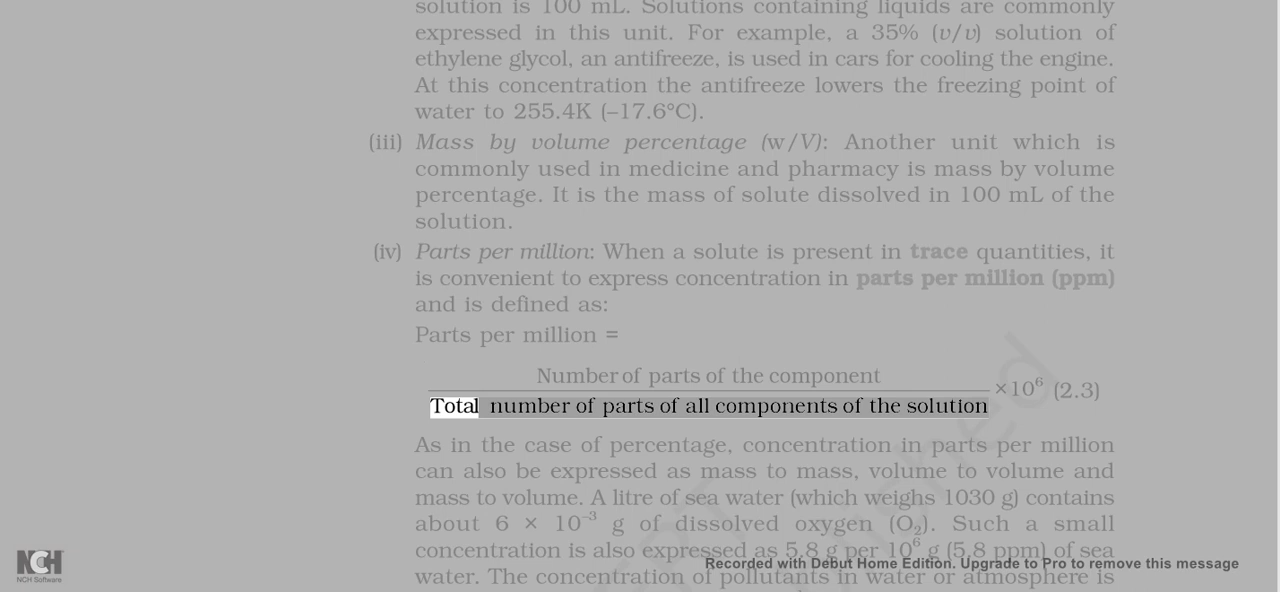 solution is 100 mL. Solutions containing liquids are commonly
expressed in this unit. For example, a 35% (v/v) solution of
ethylene glycol, an antifreeze, is used in cars for cooling the engine.
At this concentration the antifreeze lowers the freezing point of
water to 255.4K (–17.6°C).
(iii) Mass by volume percentage (w/V): Another unit which is
commonly used in medicine and pharmacy is mass by volume
percentage. It is the mass of solute dissolved in 100 mL of the
solution.
(iv) Parts per million: When a solute is present in trace quantities, it
is convenient to express concentration in parts per million (ppm)
and is defined as:
Parts per million =
Number of parts of the component
×10⁶ (2.3)
Total number of parts of all components of the solution
As in the case of percentage, concentration in parts per million
can also be expressed as mass to mass, volume to volume and
mass to volume. A litre of sea water (which weighs 1030 g) contains
about 6 × 10⁻³ g of dissolved oxygen (O₂). Such a small
concentration is also expressed as 5.8 g per 10⁶ g (5.8 ppm) of sea
water. The concentration of pollutants in water or atmosphere is
NCH
NCH Software
Recorded with Debut Home Edition. Upgrade to Pro to remove this message